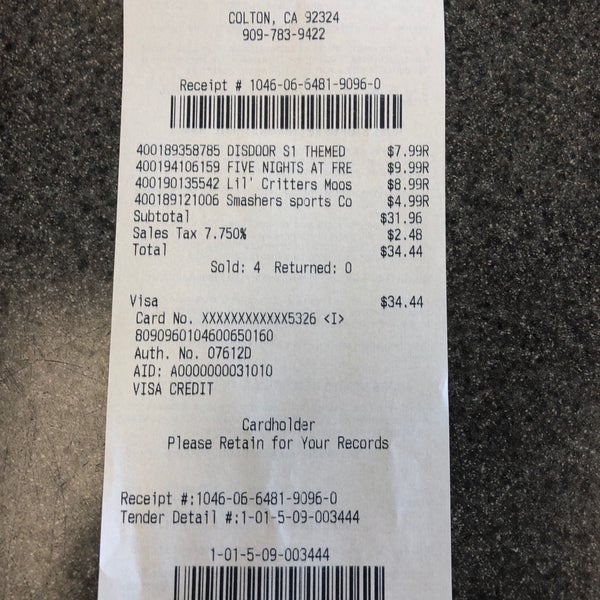 COLTON, CA 92324
909-783-9422
Receipt # 1046-06-6481-9096-0
400189358785 DISDOOR S1 THEMED $7.99R
400194106159 FIVE NIGHTS AT FRE $9.99R
400190135542 Lil' Critters Moos $8.99R
400189121006 Smashers sports Co $4.99R
Subtotal $31.96
Sales Tax 7.750% $2.48
Total $34.44
Sold: 4 Returned: 0
Visa $34.44
Card No. XXXXXXXXXXXX5326 <I>
8090960104600650160
Auth. No. 07612D
AID: A0000000031010
VISA CREDIT
Cardholder
Please Retain for Your Records
Receipt #:1046-06-6481-9096-0
Tender Detail #:1-01-5-09-003444
1-01-5-09-003444